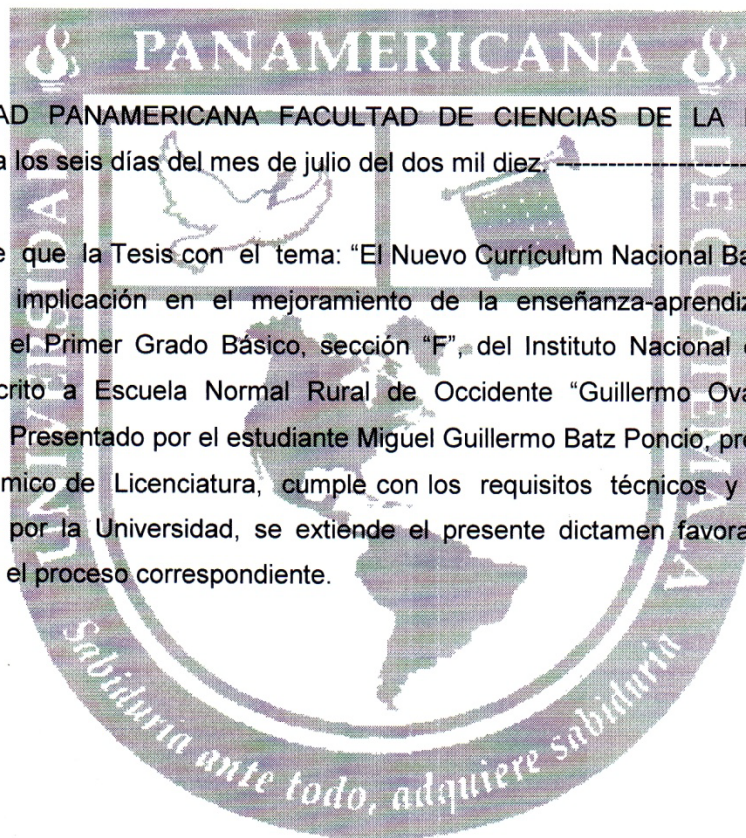 PANAMERICANA
AD PANAMERICANA FACULTAD DE CIENCIAS DE LA
a los seis días del mes de julio del dos mil diez. --------------------
e que la Tesis con el tema: “El Nuevo Currículum Nacional Ba
implicación en el mejoramiento de la enseñanza-aprendiz
el Primer Grado Básico, sección “F”, del Instituto Nacional
crito a Escuela Normal Rural de Occidente “Guillermo Ova
Presentado por el estudiante Miguel Guillermo Batz Poncio, pre
mico de Licenciatura, cumple con los requisitos técnicos y
por la Universidad, se extiende el presente dictamen favora
el proceso correspondiente.
UNIVERSIDAD
DE GUATEMALA
Sabiduría ante todo, adquiere sabiduría